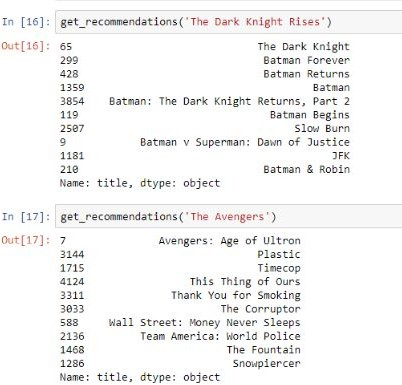 In [16]: get_recommendations('The Dark Knight Rises')
Out[16]: 65 The Dark Knight
299 Batman Forever
428 Batman Returns
1359 Batman
3854 Batman: The Dark Knight Returns, Part 2
119 Batman Begins
2507 Slow Burn
9 Batman v Superman: Dawn of Justice
1181 JFK
210 Batman & Robin
Name: title, dtype: object
In [17]: get_recommendations('The Avengers')
Out[17]: 7 Avengers: Age of Ultron
3144 Plastic
1715 Timecop
4124 This Thing of Ours
3311 Thank You for Smoking
3033 The Corruptor
588 Wall Street: Money Never Sleeps
2136 Team America: World Police
1468 The Fountain
1286 Snowpiercer
Name: title, dtype: object